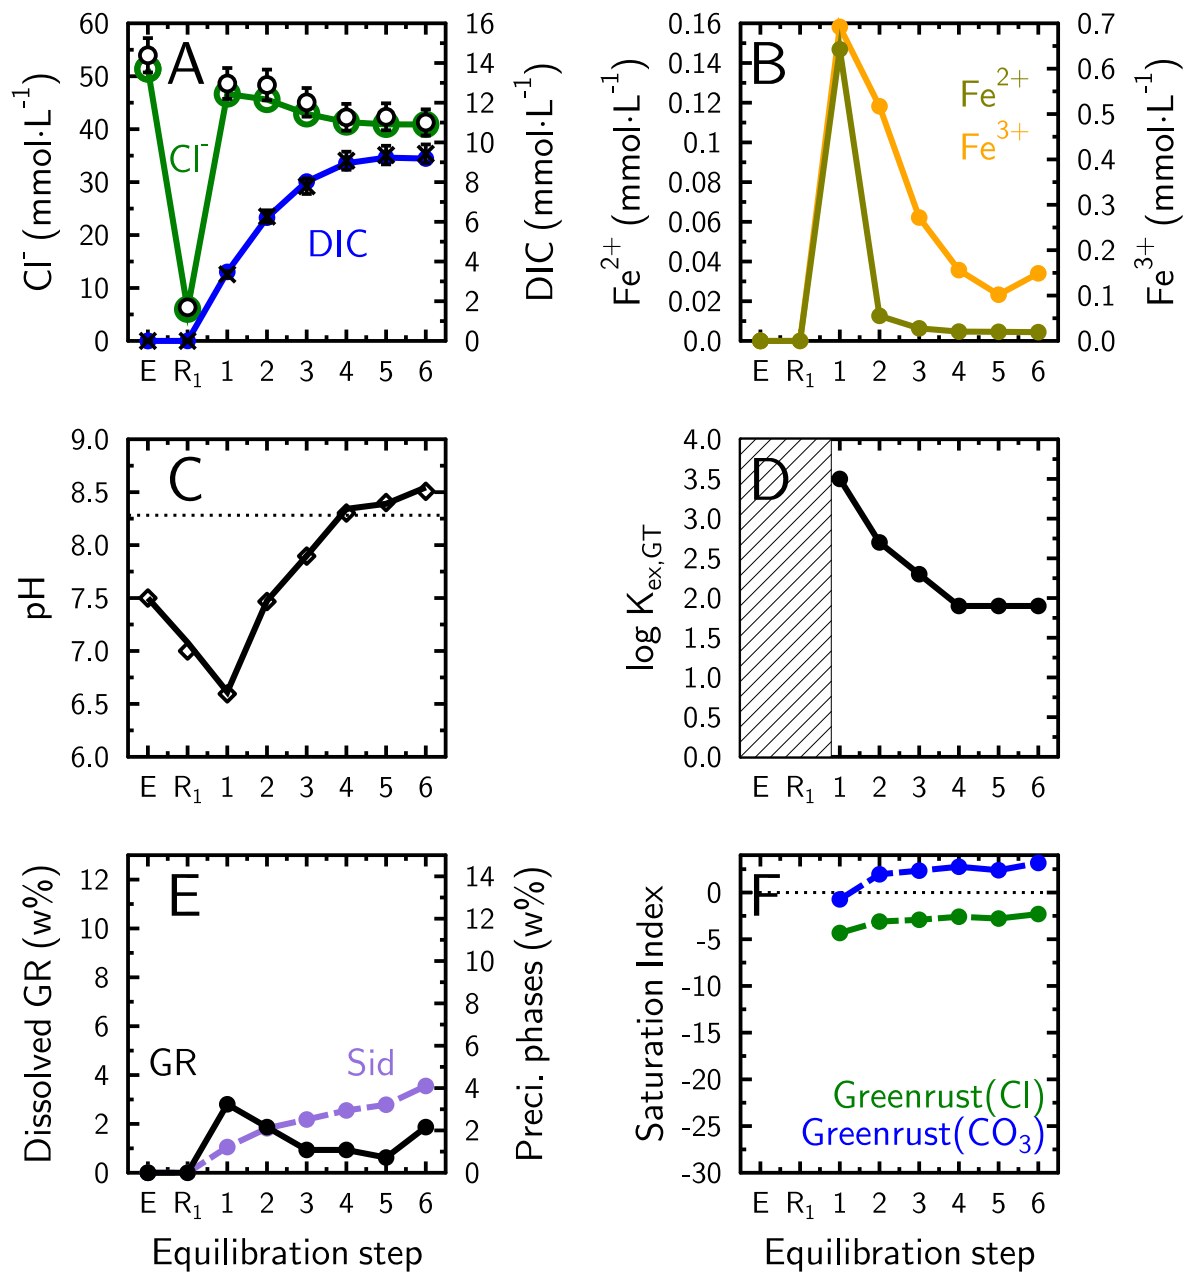 60
50
40
30
20
10
0
Cl⁻ (mmol·L⁻¹)
A
Cl⁻
DIC
16
14
12
10
8
6
4
2
0
DIC (mmol·L⁻¹)
E R₁ 1 2 3 4 5 6
0.16
0.14
0.12
0.10
0.08
0.06
0.04
0.02
0.00
Fe²⁺ (mmol·L⁻¹)
B
Fe²⁺
Fe³⁺
0.7
0.6
0.5
0.4
0.3
0.2
0.1
0.0
Fe³⁺ (mmol·L⁻¹)
E R₁ 1 2 3 4 5 6
9.0
8.5
8.0
7.5
7.0
6.5
6.0
pH
C
E R₁ 1 2 3 4 5 6
4.0
3.5
3.0
2.5
2.0
1.5
1.0
0.5
0.0
log K_ex,GT
D
E R₁ 1 2 3 4 5 6
12
10
8
6
4
2
0
Dissolved GR (w%)
E
GR
Sid
14
12
10
8
6
4
2
0
Preci. phases (w%)
E R₁ 1 2 3 4 5 6
Equilibration step
0
-5
-10
-15
-20
-25
-30
Saturation Index
F
Greenrust(Cl)
Greenrust(CO₃)
E R₁ 1 2 3 4 5 6
Equilibration step